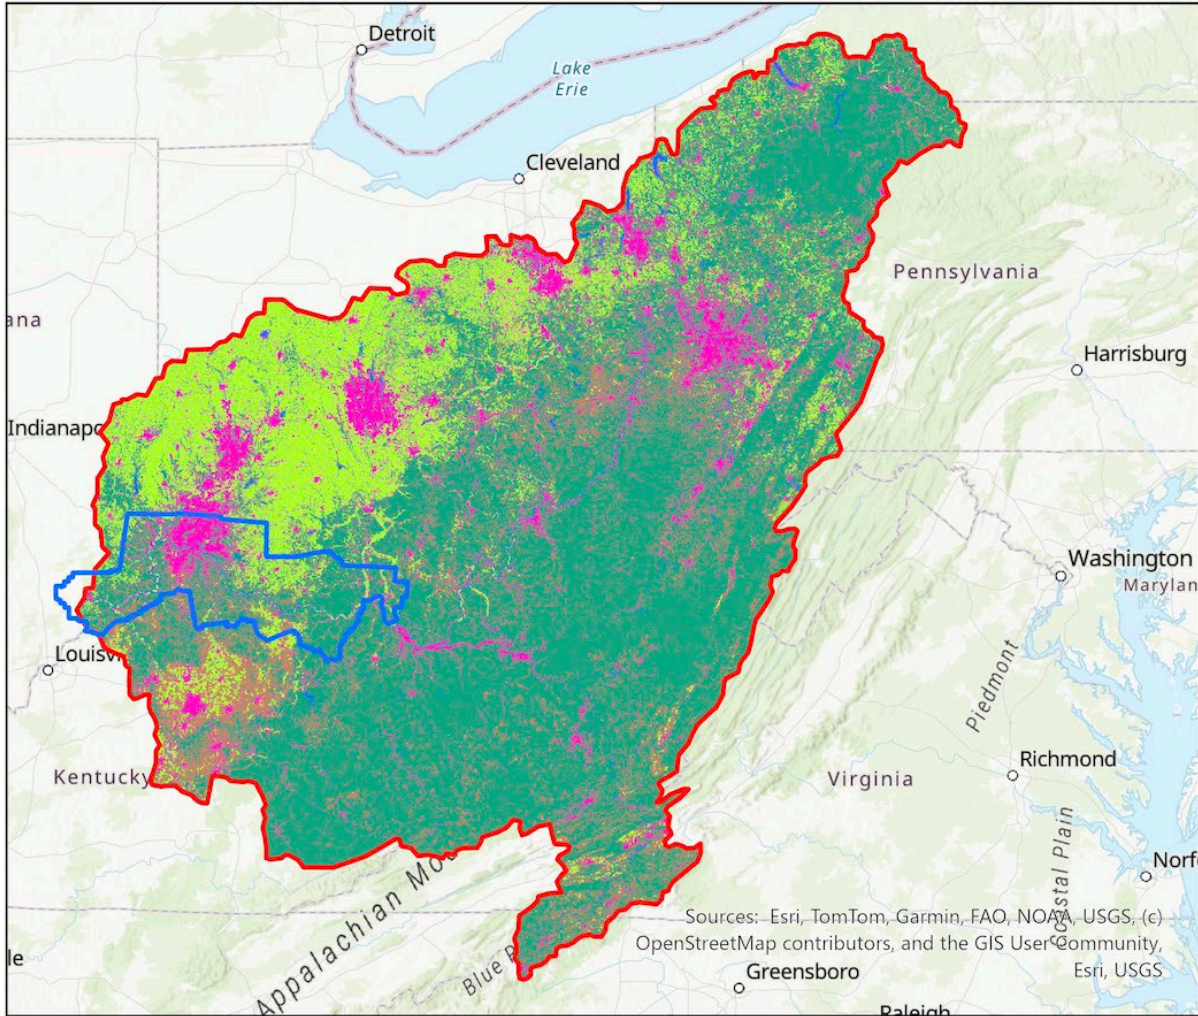 Detroit
Lake
Erie
Cleveland
Pennsylvania
ana
Harrisburg
Indianapo
Washington
Marylan
Louisvi
Piedmont
Richmond
Kentucky
Virginia
Coastal Plain
Norf
Appalachian Mo
Sources: Esri, TomTom, Garmin, FAO, NOAA, USGS, (c)
OpenStreetMap contributors, and the GIS User Community,
Esri, USGS
le
Blue
Greensboro
Raleigh